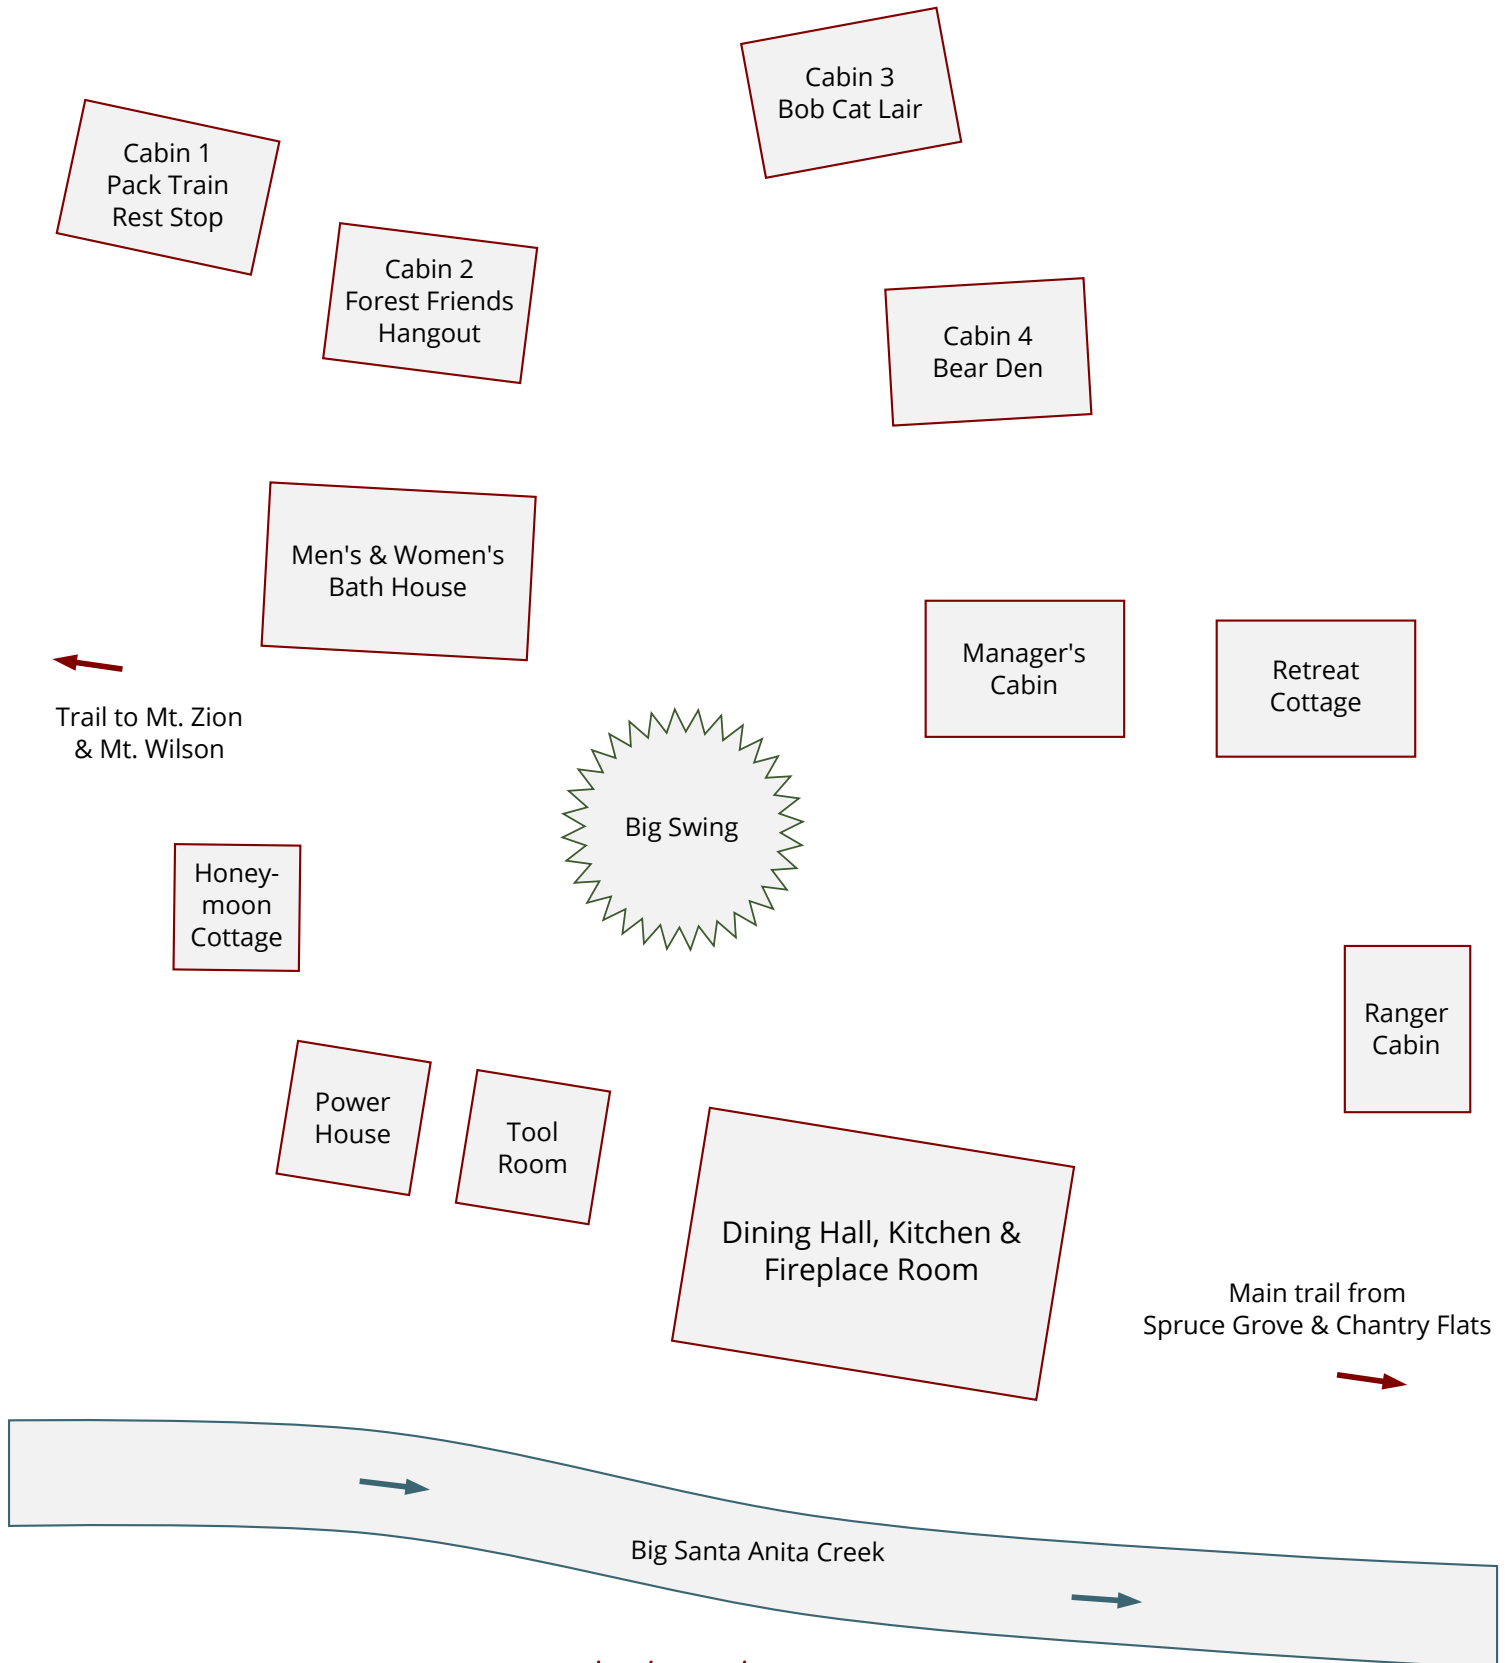 Cabin 3
Bob Cat Lair
Cabin 1
Pack Train
Rest Stop
Cabin 2
Forest Friends
Hangout
Cabin 4
Bear Den
Men's & Women's
Bath House
Manager's
Cabin
Retreat
Cottage
Trail to Mt. Zion
& Mt. Wilson
Big Swing
Honey-
moon
Cottage
Ranger
Cabin
Power
House
Tool
Room
Dining Hall, Kitchen &
Fireplace Room
Main trail from
Spruce Grove & Chantry Flats
Big Santa Anita Creek